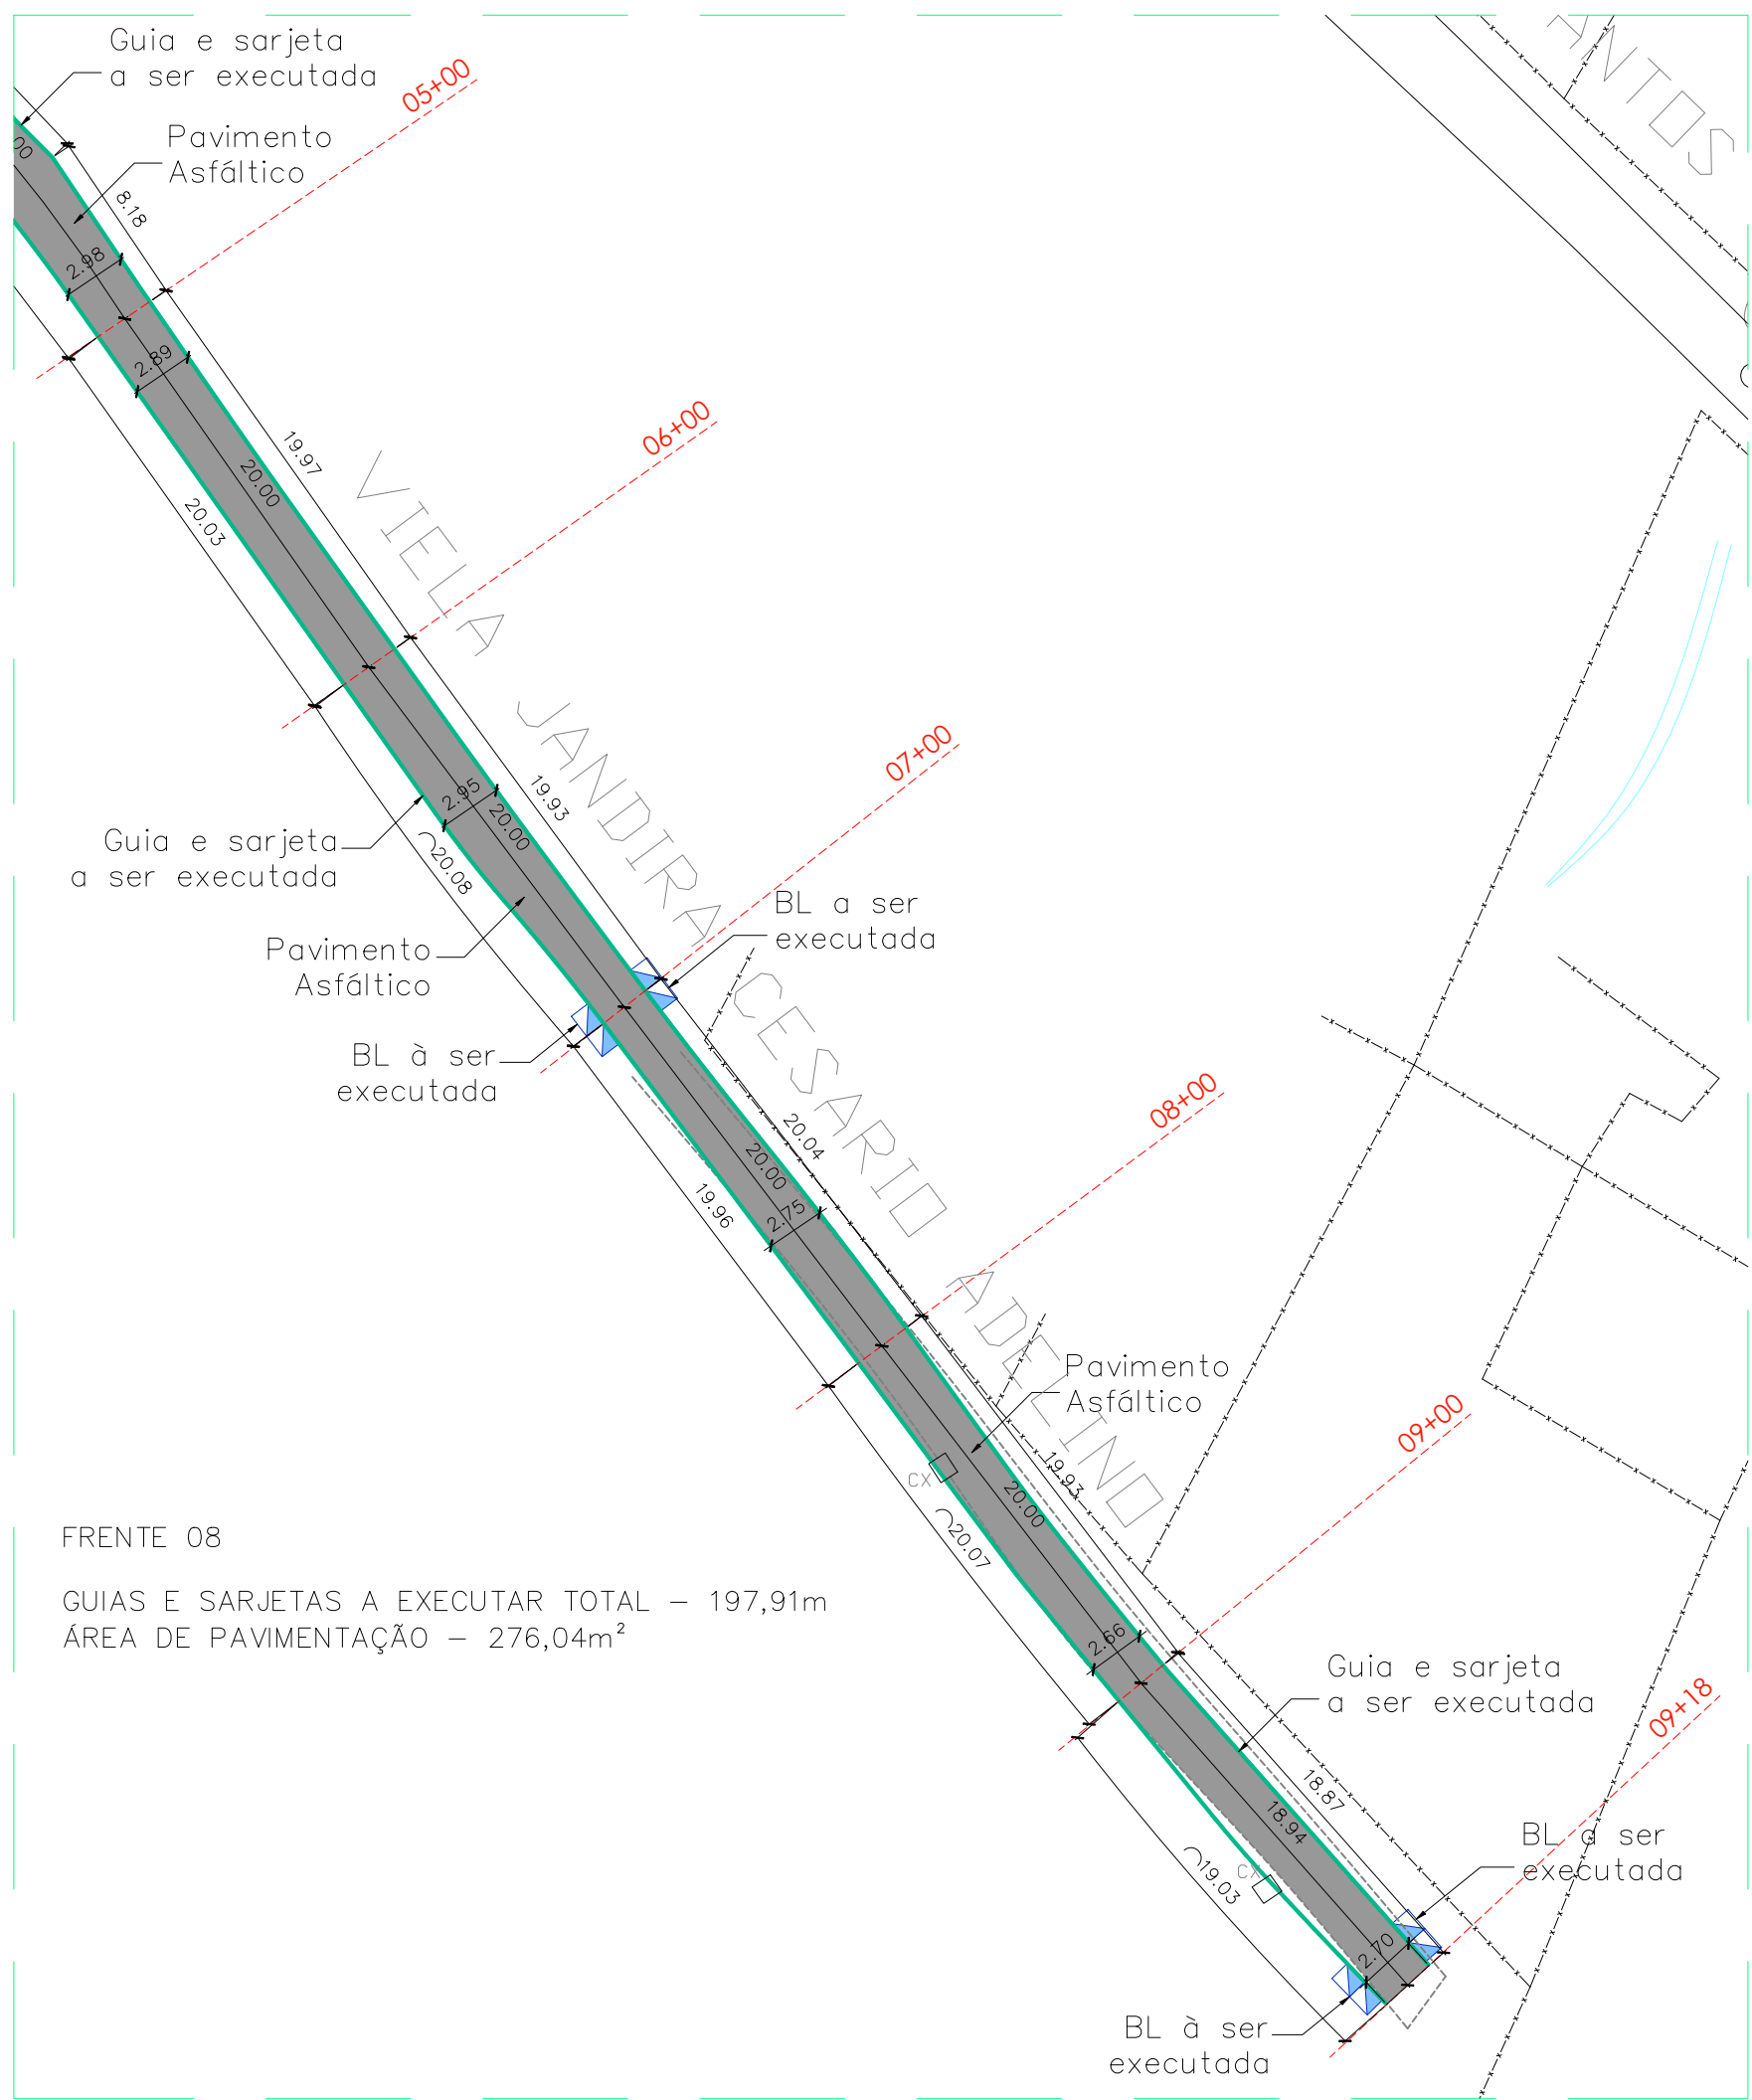 Guia e sarjeta
a ser executada
05+00
Pavimento
Asfáltico
ANTOS
00
8.18
2.98
2.89
06+00
19.97
20.00
20.03
VIELA JANDIRA CESARIO ADELINO
07+00
2.95
20.00
19.93
Guia e sarjeta
a ser executada
20.08
BL a ser
executada
Pavimento
Asfáltico
BL à ser
executada
08+00
20.04
20.00
19.96
2.75
Pavimento
Asfáltico
09+00
19.93
20.00
CX
20.07
FRENTE 08
GUIAS E SARJETAS A EXECUTAR TOTAL – 197,91m
ÁREA DE PAVIMENTAÇÃO – 276,04m²
2.66
Guia e sarjeta
a ser executada
09+18
18.87
18.94
BL a ser
executada
CX
19.03
2.70
BL à ser
executada